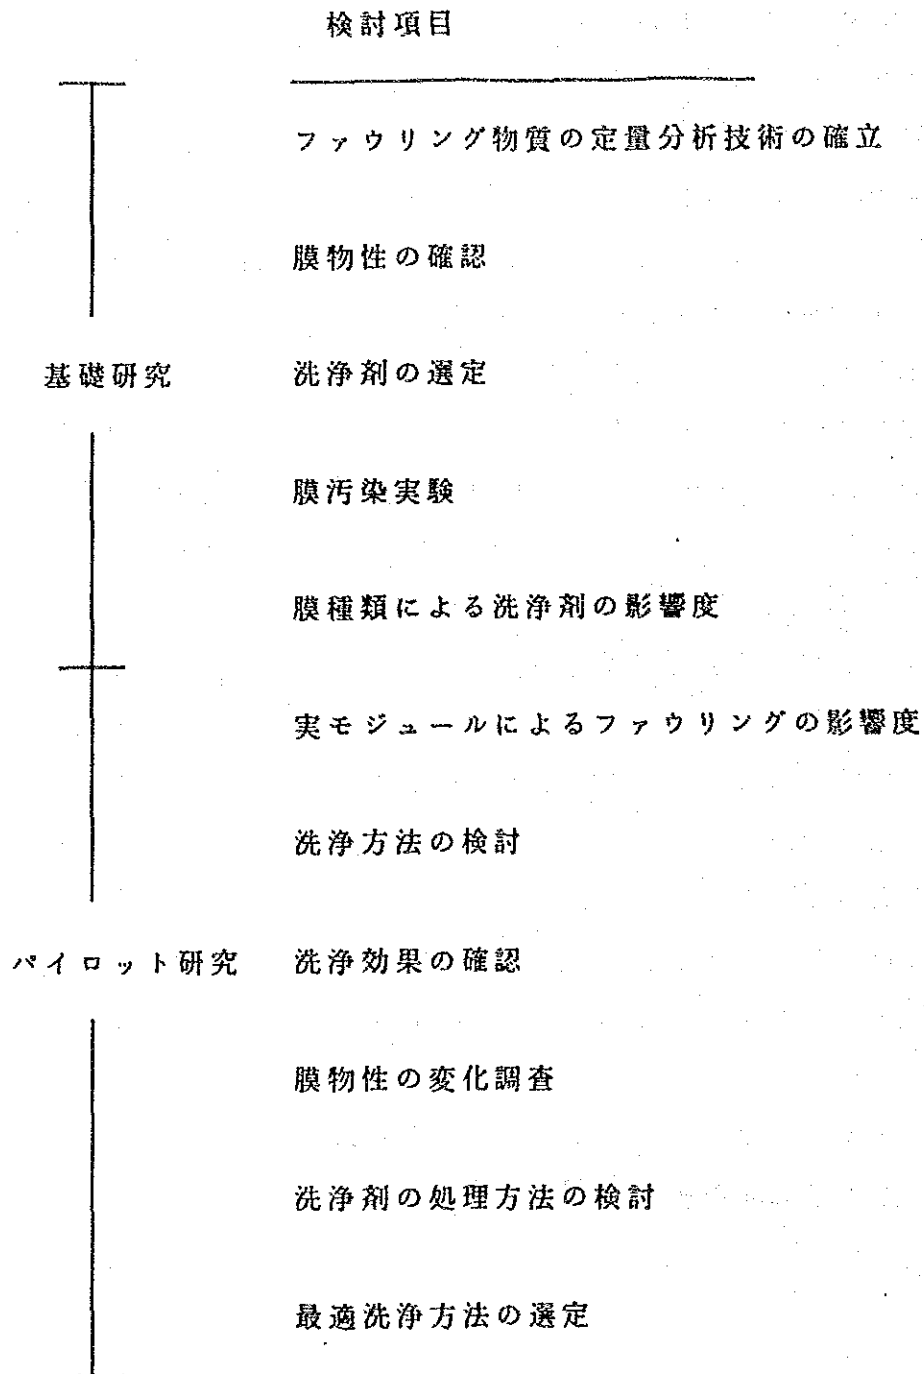 検討項目
ファウリング物質の定量分析技術の確立
膜物性の確認
基礎研究 洗浄剤の選定
膜汚染実験
膜種類による洗浄剤の影響度
実モジュールによるファウリングの影響度
洗浄方法の検討
パイロット研究 洗浄効果の確認
膜物性の変化調査
洗浄剤の処理方法の検討
最適洗浄方法の選定